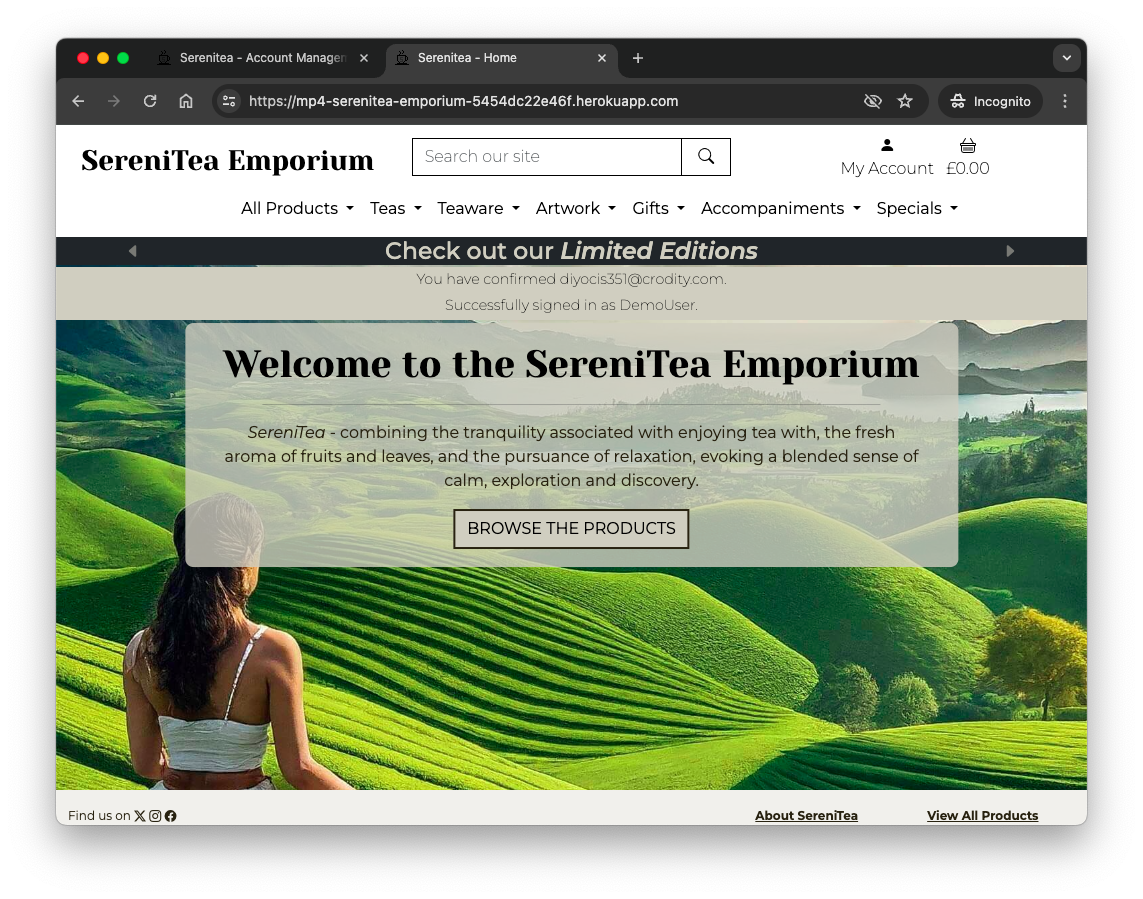 Serenitea - Account Manager
Serenitea - Home
https://mp4-serenitea-emporium-5454dc22e46f.herokuapp.com
Incognito
SereniTea Emporium
Search our site
My Account
£0.00
All Products
Teas
Teaware
Artwork
Gifts
Accompaniments
Specials
Check out our Limited Editions
You have confirmed diyocis351@crodity.com.
Successfully signed in as DemoUser.
Welcome to the SereniTea Emporium
SereniTea - combining the tranquility associated with enjoying tea with, the fresh
aroma of fruits and leaves, and the pursuance of relaxation, evoking a blended sense of
calm, exploration and discovery.
BROWSE THE PRODUCTS
Find us on
About SereniTea
View All Products